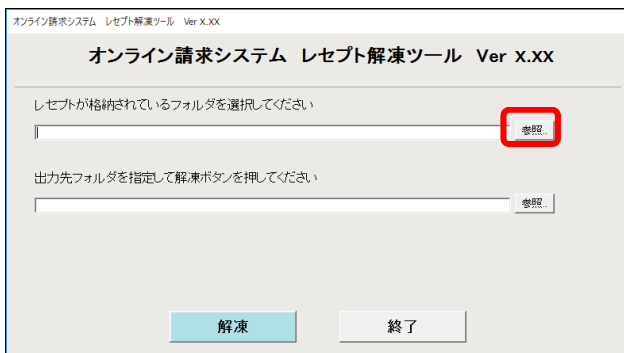 オンライン請求システム レセプト解凍ツール Ver X.XX
オンライン請求システム レセプト解凍ツール Ver X.XX
レセプトが格納されているフォルダを選択してください
参照...
出力先フォルダを指定して解凍ボタンを押してください
参照...
解凍 終了